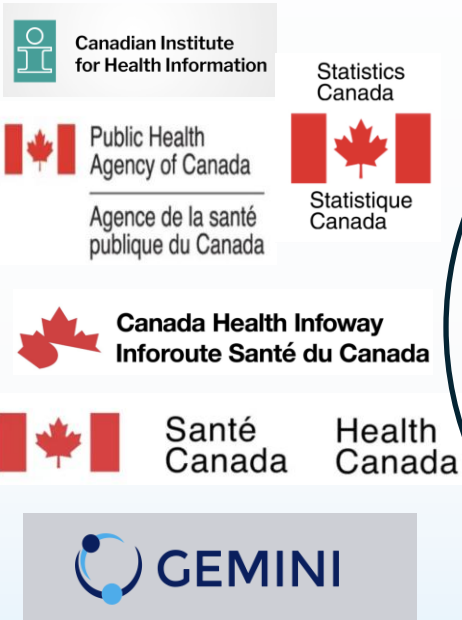 Canadian Institute
for Health Information
Statistics
Canada
Statistique
Canada
Public Health
Agency of Canada
Agence de la santé
publique du Canada
Canada Health Infoway
Inforoute Santé du Canada
Santé
Canada
Health
Canada
GEMINI